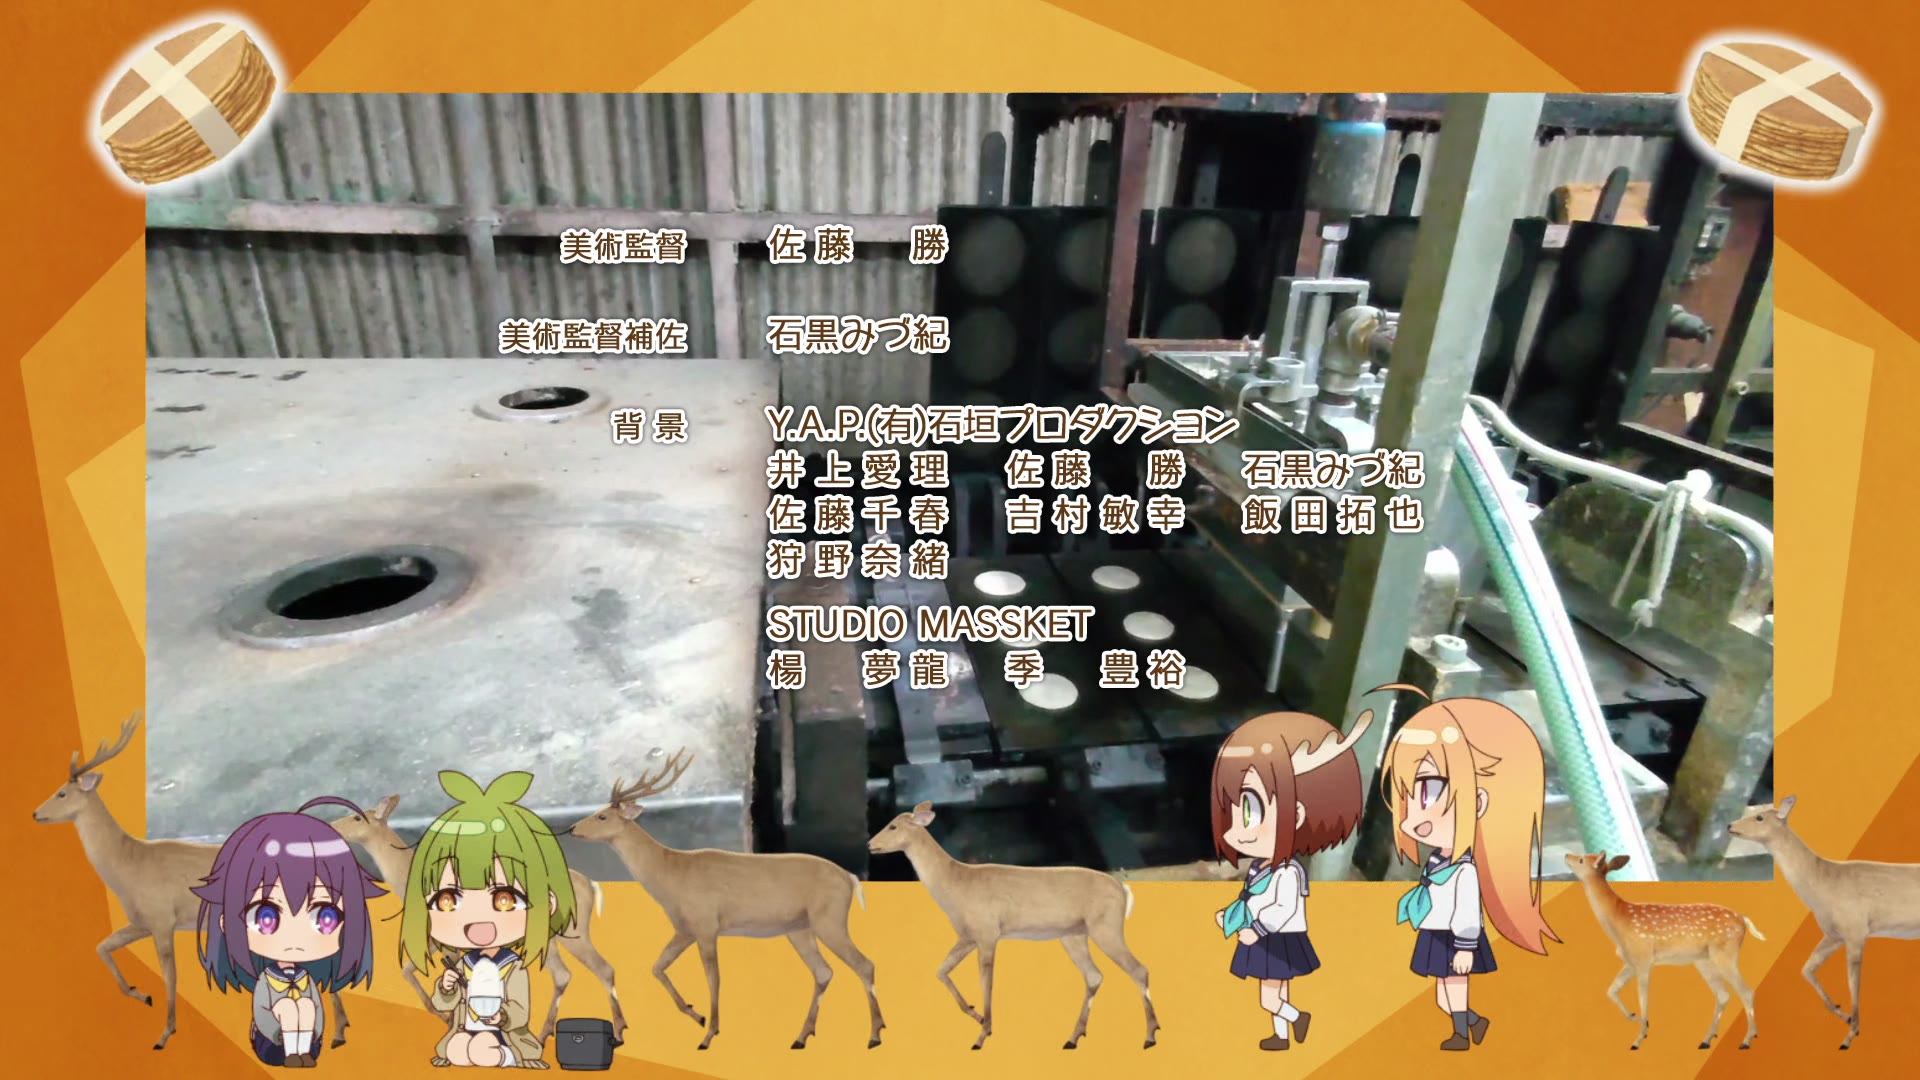 美術監督 佐藤 勝
美術監督補佐 石黒みづ紀
背景 Y.A.P.(有)石垣プロダクション
井上愛理 佐藤 勝 石黒みづ紀
佐藤千春 吉村敏幸 飯田拓也
狩野奈緒
STUDIO MASSKET
楊 夢龍 季 豊裕